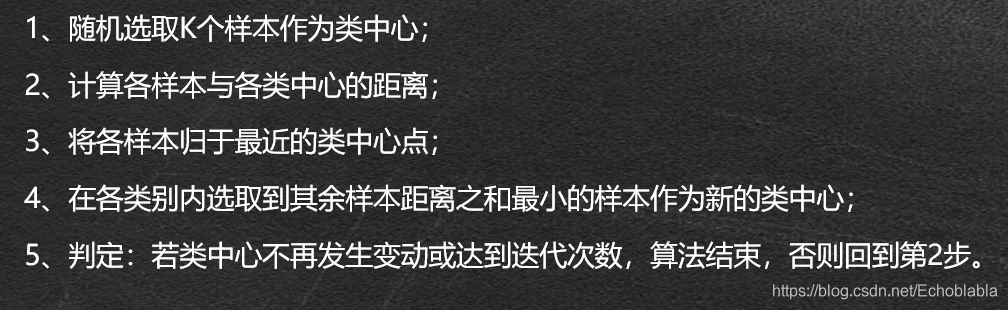 1、随机选取K个样本作为类中心；
2、计算各样本与各类中心的距离；
3、将各样本归于最近的类中心点；
4、在各类别内选取到其余样本距离之和最小的样本作为新的类中心；
5、判定：若类中心不再发生变动或达到迭代次数，算法结束，否则回到第2步。
https://blog.csdn.net/Echoblabla